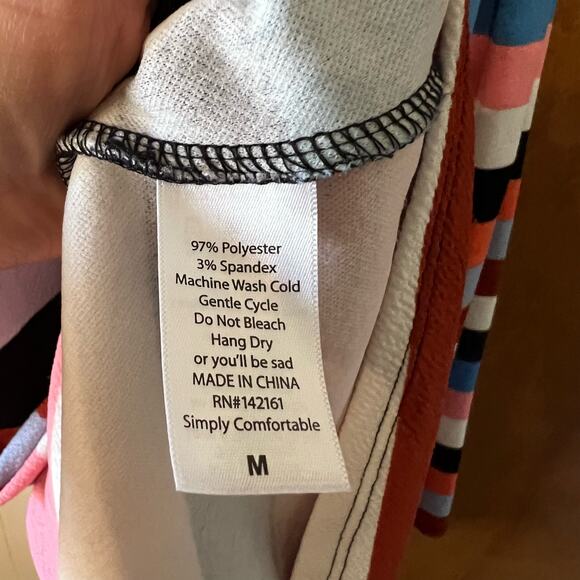 97% Polyester
3% Spandex
Machine Wash Cold
Gentle Cycle
Do Not Bleach
Hang Dry
or you'll be sad
MADE IN CHINA
RN#142161
Simply Comfortable
M